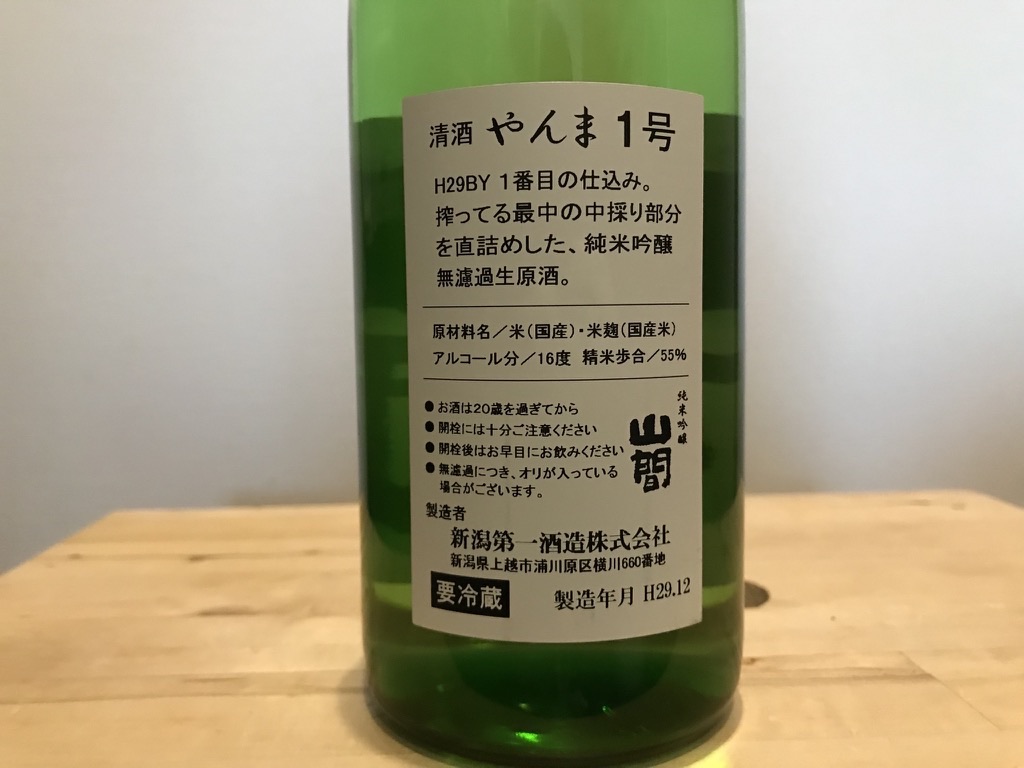 清酒 やんま 1号
H29BY 1番目の仕込み。
搾ってる最中の中採り部分
を直詰めした、純米吟醸
無濾過生原酒。
原材料名／米（国産）・米麹（国産米）
アルコール分／16度 精米歩合／55%
●お酒は20歳を過ぎてから
●開栓には十分ご注意ください
●開栓後はお早目にお飲みください
●無濾過につき、オリが入っている
場合がございます。
純米吟醸
山間
製造者
新潟第一酒造株式会社
新潟県上越市浦川原区横川660番地
要冷蔵 製造年月 H29.12